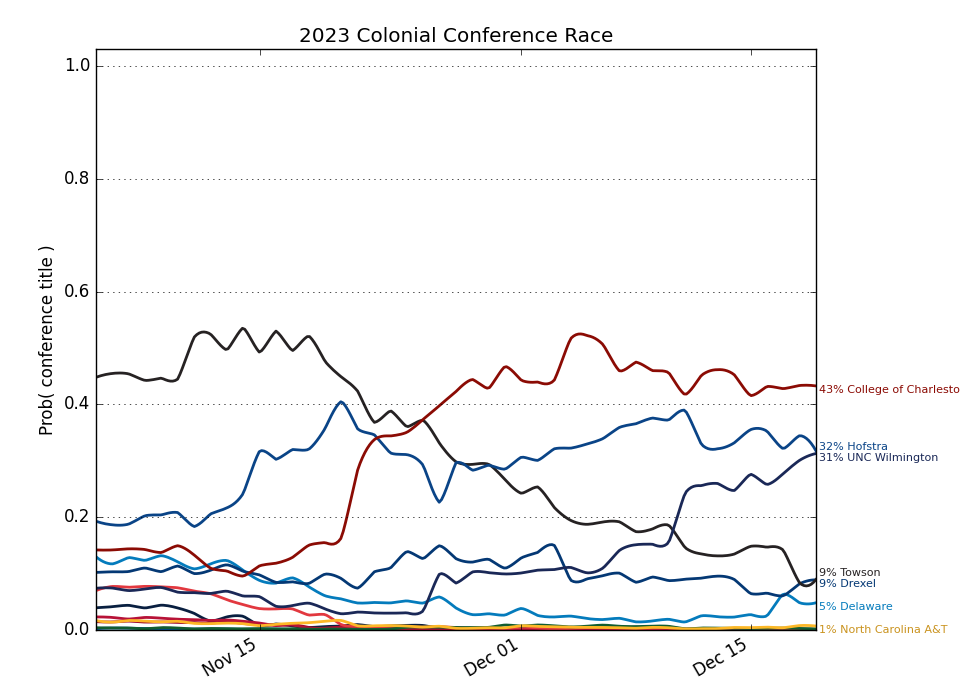 2023 Colonial Conference Race
Prob( conference title )
1.0
0.8
0.6
0.4
0.2
0.0
Nov 15
Dec 01
Dec 15
43% College of Charlesto
32% Hofstra
31% UNC Wilmington
9% Towson
9% Drexel
5% Delaware
1% North Carolina A&T